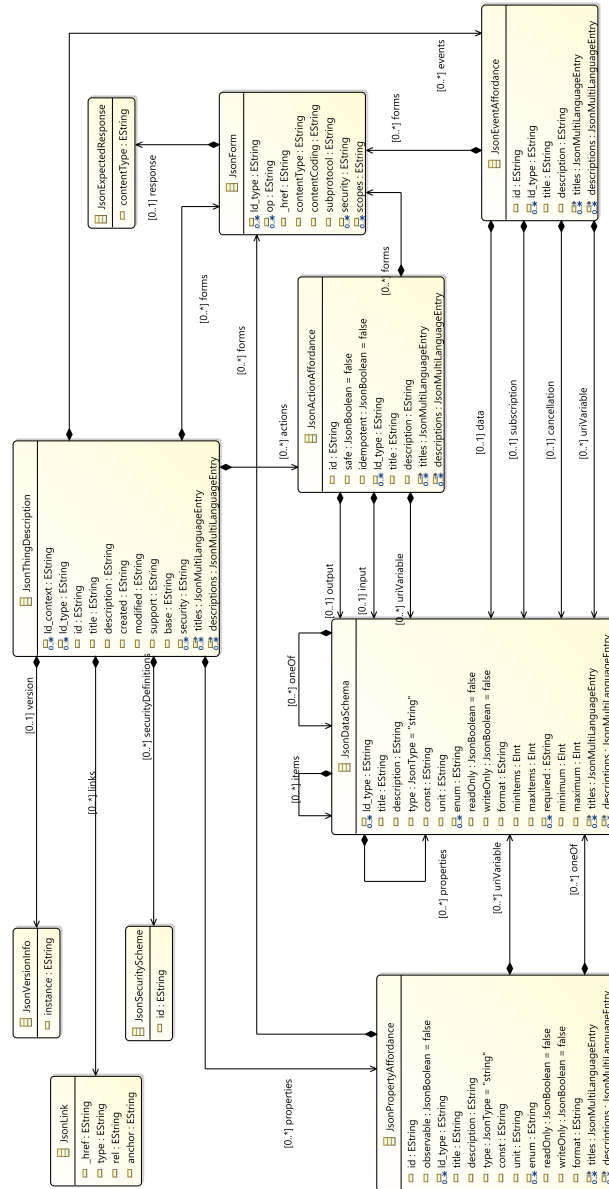 JsonThingDescription
ld_context : EString
ld_type : EString
id : EString
title : EString
description : EString
created : EString
modified : EString
support : EString
base : EString
security : EString
titles : JsonMultiLanguageEntry
descriptions : JsonMultiLanguageEntry
JsonExpectedResponse
contentType : EString
[0..1] response
JsonForm
ld_type : EString
op : EString
_href : EString
contentType : EString
contentCoding : EString
subprotocol : EString
security : EString
scopes : EString
[0..*] events
[0..*] forms
[0..*] forms
[0..*] forms
[0..*] forms
JsonEventAffordance
id : EString
ld_type : EString
title : EString
description : EString
titles : JsonMultiLanguageEntry
descriptions : JsonMultiLanguageEntry
[0..*] actions
JsonActionAffordance
id : EString
safe : JsonBoolean = false
idempotent : JsonBoolean = false
ld_type : EString
title : EString
description : EString
titles : JsonMultiLanguageEntry
descriptions : JsonMultiLanguageEntry
[0..1] data
[0..1] subscription
[0..1] cancellation
[0..*] uriVariable
[0..1] output
[0..1] input
[0..*] uriVariable
[0..1] version
[0..*] links
[0..*] securityDefinitions
[0..*] oneOf
[0..*] items
JsonDataSchema
ld_type : EString
title : EString
description : EString
type : JsonType = "string"
const : EString
unit : EString
enum : EString
readOnly : JsonBoolean = false
writeOnly : JsonBoolean = false
format : EString
minItems : EInt
maxItems : EInt
required : EString
minimum : EInt
maximum : EInt
titles : JsonMultiLanguageEntry
descriptions : JsonMultiLanguageEntry
[0..*] properties
[0..*] uriVariable
[0..*] oneOf
JsonVersionInfo
instance : EString
JsonSecurityScheme
id : EString
JsonLink
_href : EString
type : EString
rel : EString
anchor : EString
[0..*] properties
JsonPropertyAffordance
id : EString
observable : JsonBoolean = false
ld_type : EString
title : EString
description : EString
type : JsonType = "string"
const : EString
unit : EString
enum : EString
readOnly : JsonBoolean = false
writeOnly : JsonBoolean = false
format : EString
titles : JsonMultiLanguageEntry
descriptions : JsonMultiLanguageEntry